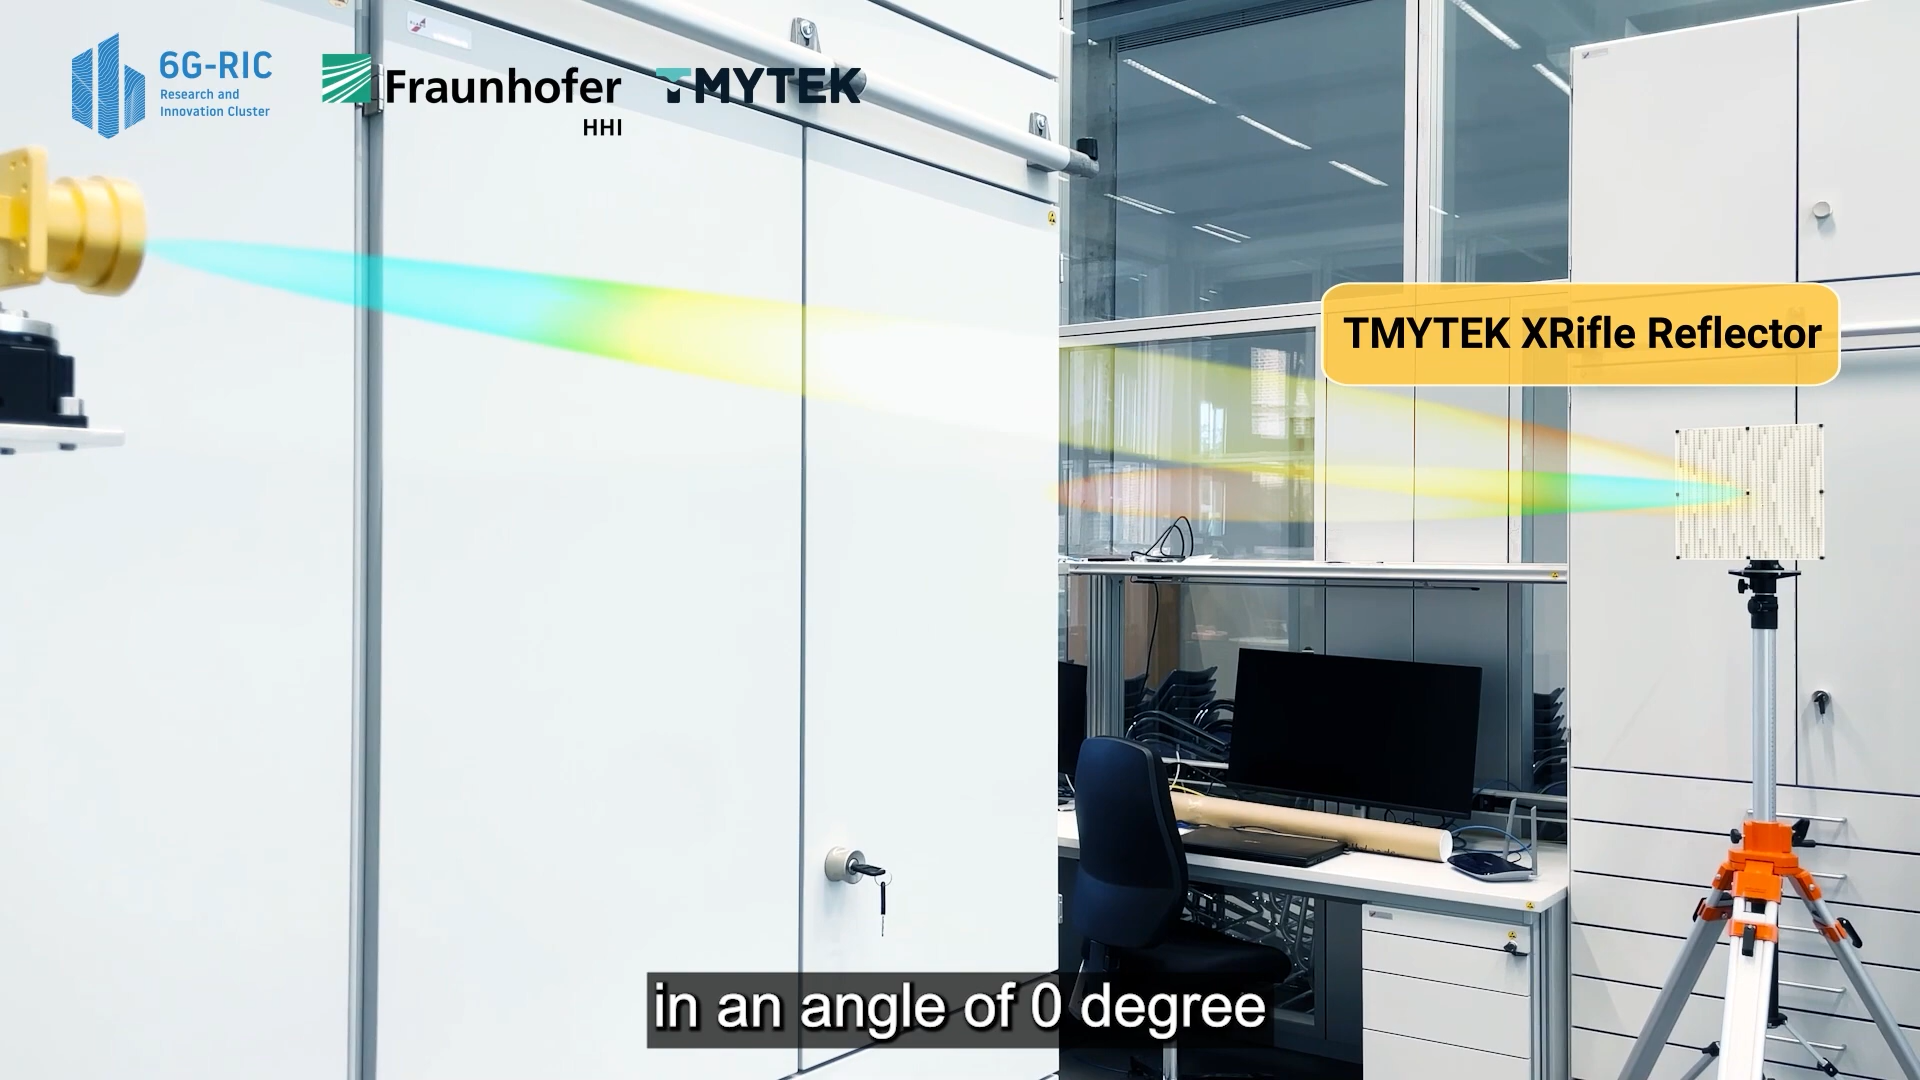 6G-RIC
Research and
Innovation Cluster
Fraunhofer
HHI
TMYTEK
TMYTEK XRifle Reflector
in an angle of 0 degree